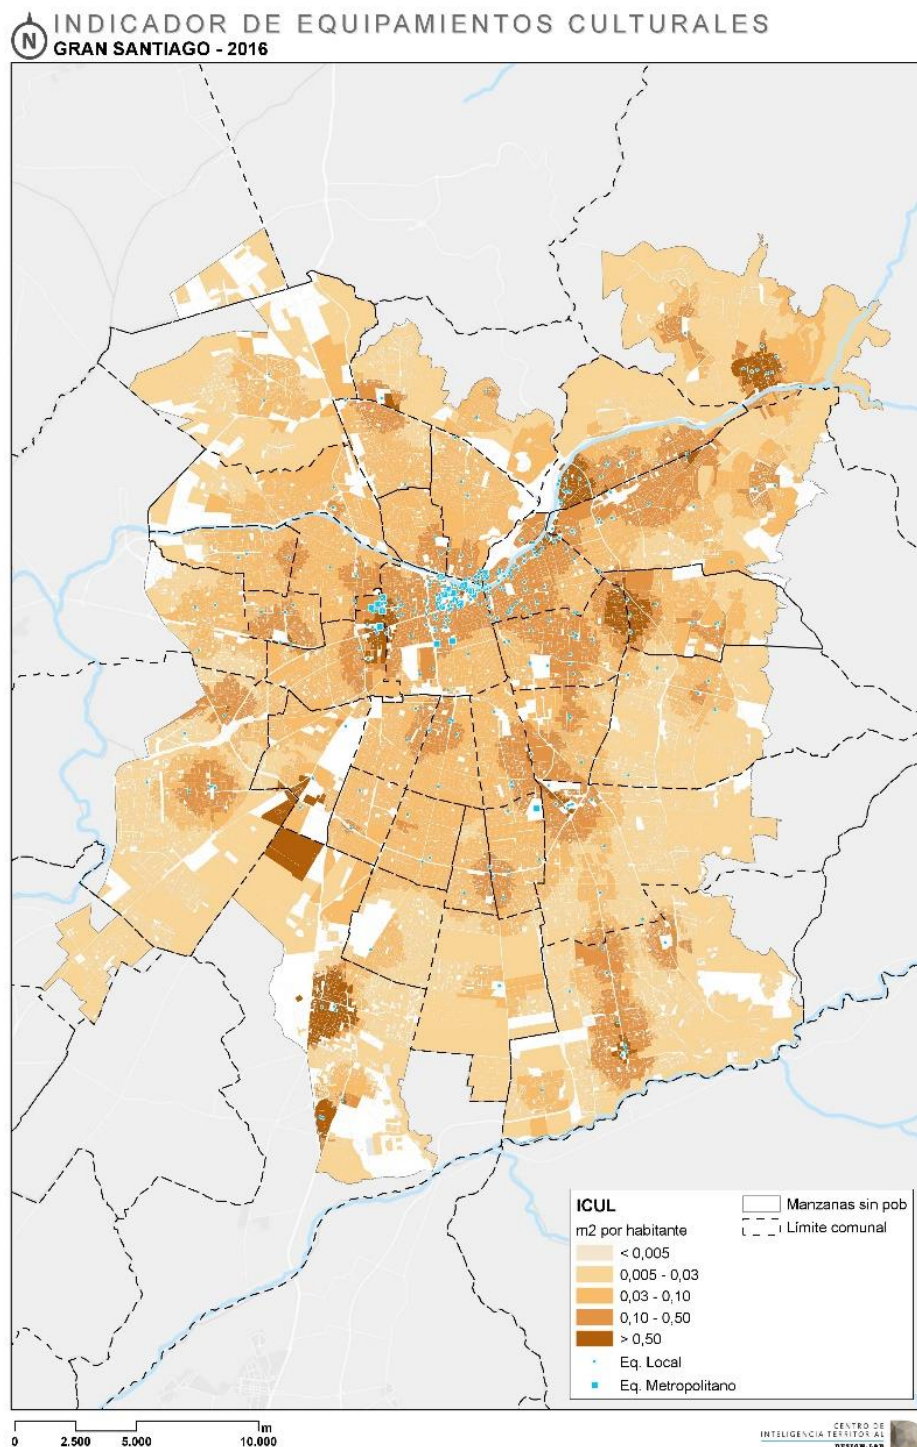 N
INDICADOR DE EQUIPAMIENTOS CULTURALES
GRAN SANTIAGO - 2016
ICUL
m2 por habitante
< 0,005
0,005 - 0,03
0,03 - 0,10
0,10 - 0,50
> 0,50
Eq. Local
Eq. Metropolitano
Manzanas sin pob
Límite comunal
m
0 2.500 5.000 10.000
CENTRO DE
INTELIGENCIA TERRITORIAL
DESIGN LAB